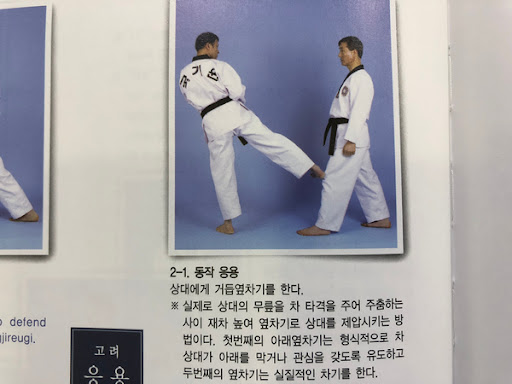 국기원
2-1. 동작 응용
상대에게 거듭옆차기를 한다.
※ 실제로 상대의 무릎을 차 타격을 주어 주춤하는
사이 재차 높여 옆차기로 상대를 제압시키는 방
법이다. 첫번째의 아래옆차기는 형식적으로 차
상대가 아래를 막거나 관심을 갖도록 유도하고
두번째의 옆차기는 실질적인 차기를 한다.
defend
jireugi.
고려
응용